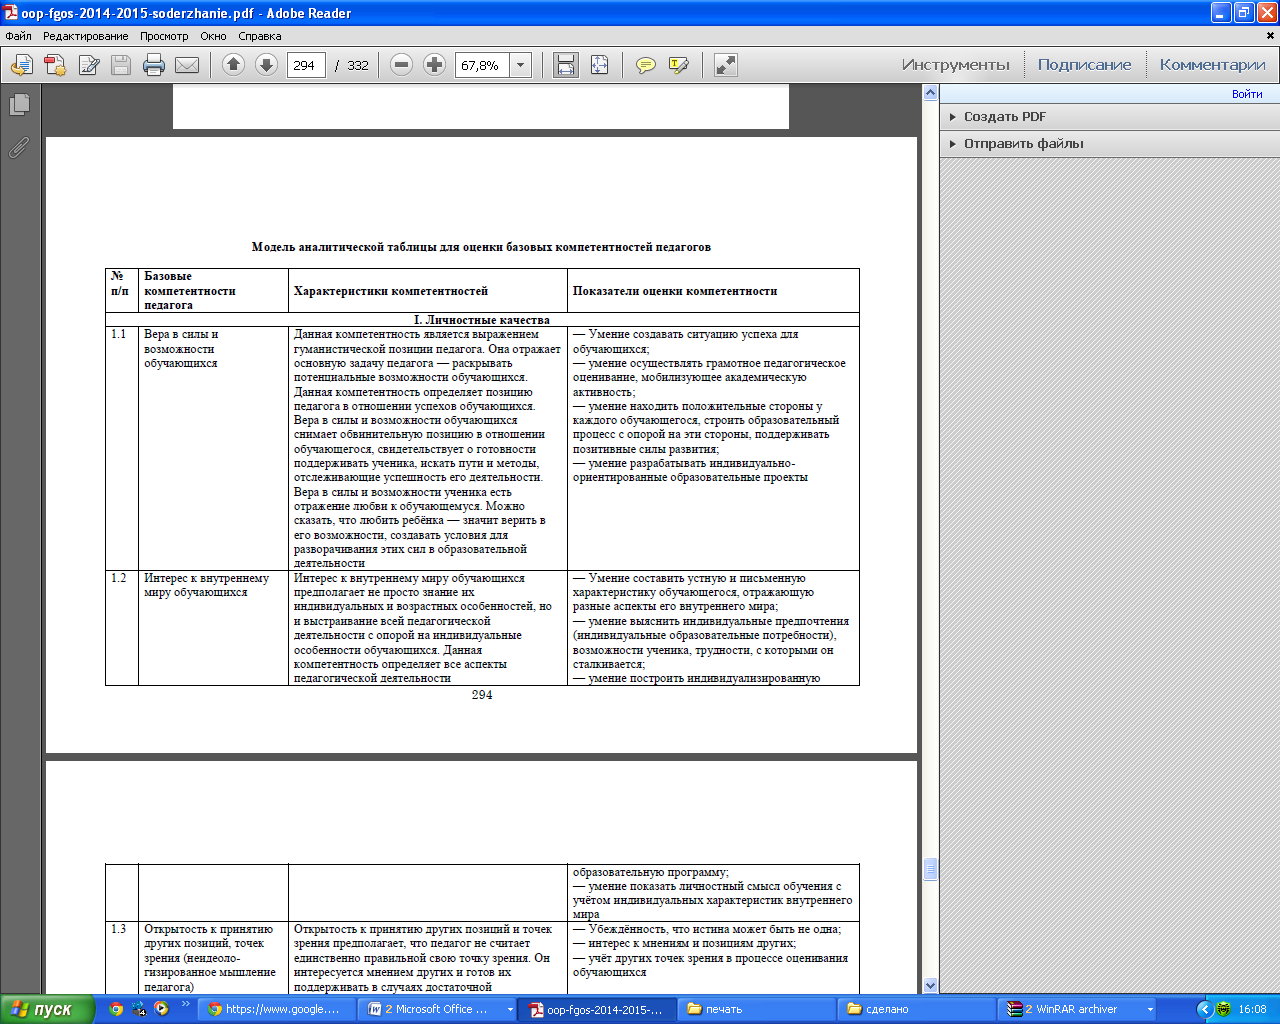 oop-fgos-2014-2015-soderzhanie.pdf - Adobe Reader
Файл Редактирование Просмотр Окно Справка
294 / 332 67,8% Инструменты Подписание Комментарии
Войти
Создать PDF
Отправить файлы
Модель аналитической таблицы для оценки базовых компетентностей педагогов
№ п/п
Базовые
компетентности
педагога
Характеристики компетентностей
Показатели оценки компетентности
I. Личностные качества
1.1
Вера в силы и
возможности
обучающихся
Данная компетентность является выражением
гуманистической позиции педагога. Она отражает
основную задачу педагога — раскрывать
потенциальные возможности обучающихся.
Данная компетентность определяет позицию
педагога в отношении успехов обучающихся.
Вера в силы и возможности обучающихся
снимает обвинительную позицию в отношении
обучающегося, свидетельствует о готовности
поддерживать ученика, искать пути и методы,
отслеживающие успешность его деятельности.
Вера в силы и возможности ученика есть
отражение любви к обучающемуся. Можно
сказать, что любить ребёнка — значит верить в
его возможности, создавать условия для
разворачивания этих сил в образовательной
деятельности
— Умение создавать ситуацию успеха для
обучающихся;
— умение осуществлять грамотное педагогическое
оценивание, мобилизующее академическую
активность;
— умение находить положительные стороны у
каждого обучающегося, строить образовательный
процесс с опорой на эти стороны, поддерживать
позитивные силы развития;
— умение разрабатывать индивидуально-
ориентированные образовательные проекты
1.2
Интерес к внутреннему
миру обучающихся
Интерес к внутреннему миру обучающихся
предполагает не просто знание их
индивидуальных и возрастных особенностей, но
и выстраивание всей педагогической
деятельности с опорой на индивидуальные
особенности обучающихся. Данная
компетентность определяет все аспекты
педагогической деятельности
— Умение составить устную и письменную
характеристику обучающегося, отражающую
разные аспекты его внутреннего мира;
— умение выяснить индивидуальные предпочтения
(индивидуальные образовательные потребности),
возможности ученика, трудности, с которыми он
сталкивается;
— умение построить индивидуализированную
294
образовательную программу;
— умение показать личностный смысл обучения с
учётом индивидуальных характеристик внутреннего
мира
1.3
Открытость к принятию
других позиций, точек
зрения (неидеоло-
гизированное мышление
педагога)
Открытость к принятию других позиций и точек
зрения предполагает, что педагог не считает
единственно правильной свою точку зрения. Он
интересуется мнением других и готов их
поддерживать в случаях достаточной
— Убеждённость, что истина может быть не одна;
— интерес к мнениям и позициям других;
— учёт других точек зрения в процессе оценивания
обучающихся
пуск » https://www.google.... 2 Microsoft Office ... oop-fgos-2014-2015-... печать сделано 2 WinRAR archiver 16:08